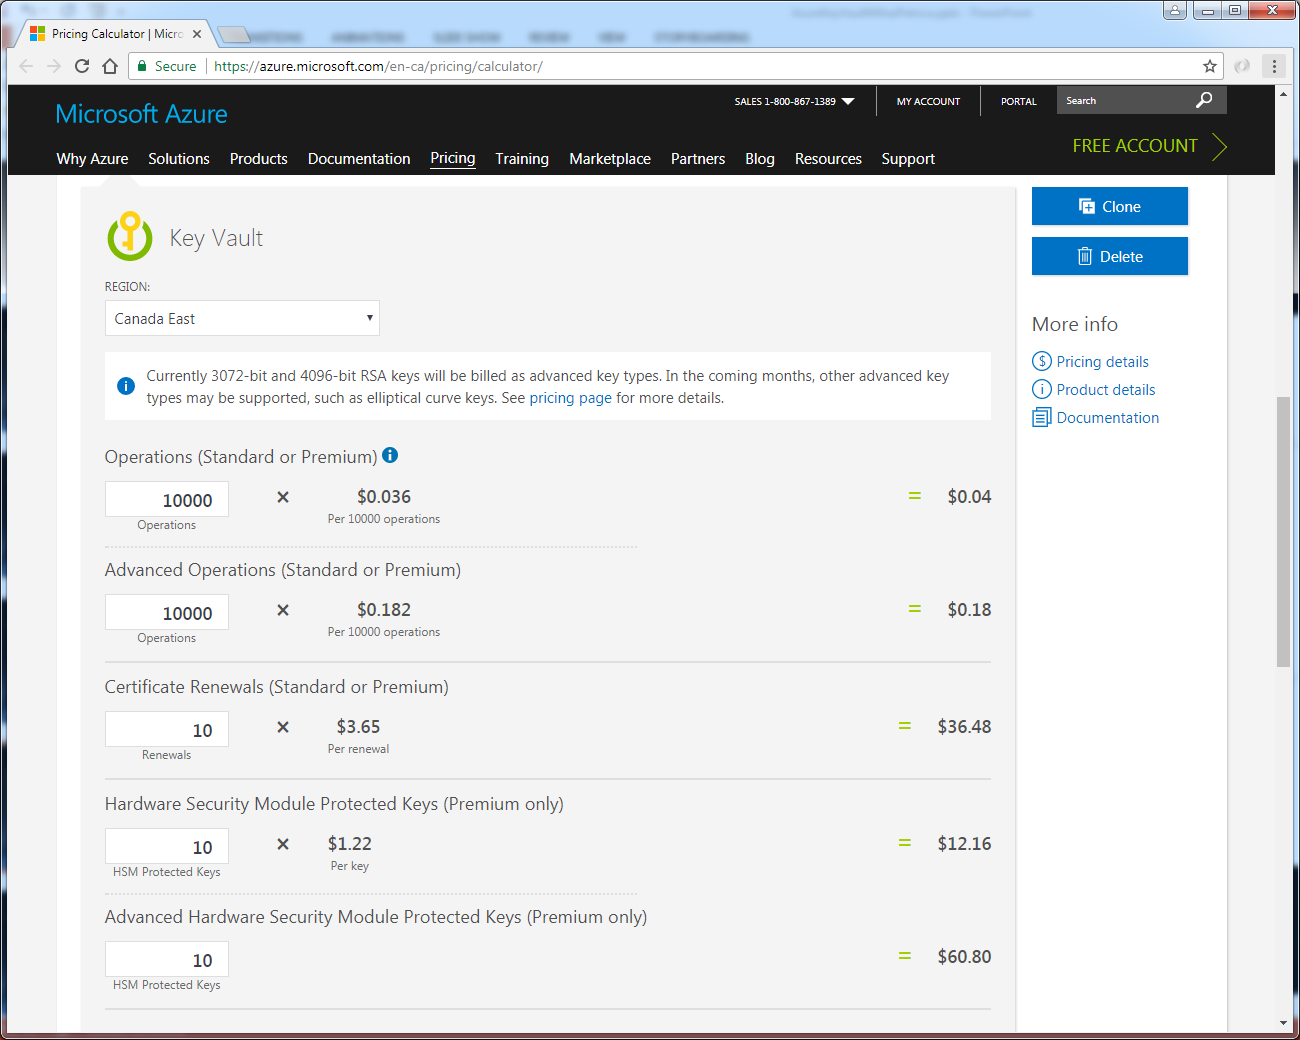 Pricing Calculator | Micro
ANIMATIONS
SLIDE SHOW
REVIEW
VIEW
STORYBOARDING
Secure
https://azure.microsoft.com/en-ca/pricing/calculator/
Microsoft Azure
SALES 1-800-867-1389
MY ACCOUNT
PORTAL
Search
FREE ACCOUNT
Why Azure Solutions Products Documentation Pricing Training Marketplace Partners Blog Resources Support
Key Vault
Clone
Delete
REGION:
Canada East
More info
Pricing details
Product details
Documentation
Currently 3072-bit and 4096-bit RSA keys will be billed as advanced key types. In the coming months, other advanced key
types may be supported, such as elliptical curve keys. See pricing page for more details.
Operations (Standard or Premium)
10000 × $0.036 = $0.04
Operations Per 10000 operations
Advanced Operations (Standard or Premium)
10000 × $0.182 = $0.18
Operations Per 10000 operations
Certificate Renewals (Standard or Premium)
10 × $3.65 = $36.48
Renewals Per renewal
Hardware Security Module Protected Keys (Premium only)
10 × $1.22 = $12.16
HSM Protected Keys Per key
Advanced Hardware Security Module Protected Keys (Premium only)
10 = $60.80
HSM Protected Keys